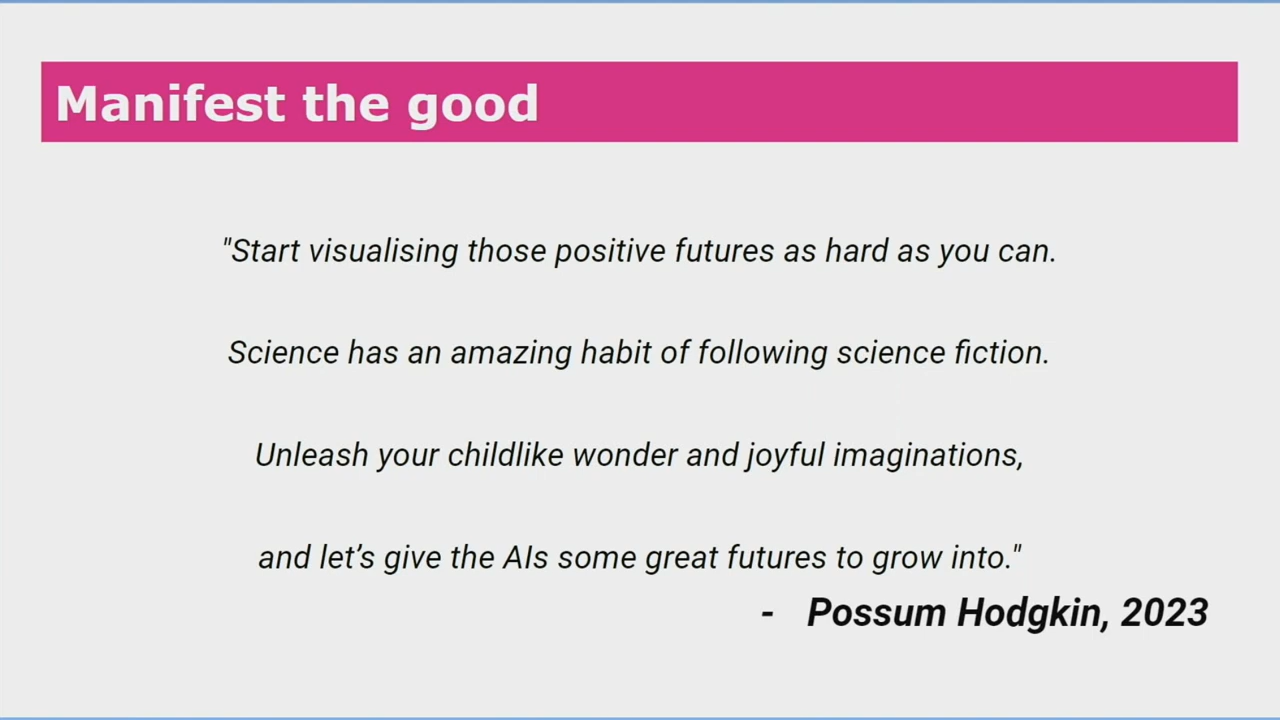 Manifest the good
"Start visualising those positive futures as hard as you can.
Science has an amazing habit of following science fiction.
Unleash your childlike wonder and joyful imaginations,
and let’s give the AIs some great futures to grow into."
- Possum Hodgkin, 2023